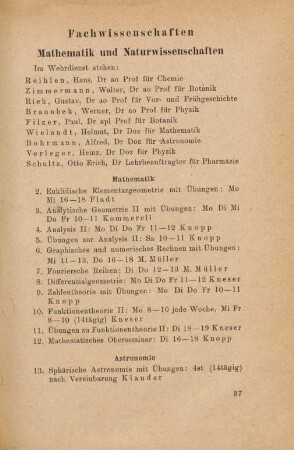 Fachwissenschaften
Mathematik und Naturwissenschaften
Im Wehrdienst stehen:
Reihlen, Hans, Dr ao Prof für Chemie
Zimmermann, Walter, Dr ao Prof für Botanik
Riek, Gustav, Dr ao Prof für Vor- und Frühgeschichte
Braunbek, Werner, Dr ao Prof für Physik
Filzer, Paul, Dr apl Prof für Botanik
Wielandt, Helmut, Dr Doz für Mathematik
Bohrmann, Alfred, Dr Doz für Astronomie
Verleger, Heinz, Dr Doz für Physik
Schultz, Otto Erich, Dr Lehrbeauftragter für Pharmazie
Mathematik
2. Euklidische Elementargeometrie mit Übungen: Mo
Mi 16—18 Fladt
3. Analytische Geometrie II mit Übungen: Mo Di Mi
Do Fr 10—11 Kommerell
4. Analysis II: Mo Di Do Fr 11—12 Knopp
5. Übungen zur Analysis II: Sa 10—11 Knopp
6. Graphisches und numerisches Rechnen mit Übungen:
Mi 11—13, Do 16—18 M. Müller
7. Fouriersche Reihen: Di Do 12—13 M. Müller
8. Differentialgeometrie: Mo Di Do Fr 11—12 Kneser
9. Zahlentheorie mit Übungen: Mo Di Do Fr 10—11
Knopp
10. Funktionentheorie II: Mo 8—10 jede Woche, Mi Fr
8—10 (14tägig) Kneser
11. Übungen zu Funktionentheorie II: Di 18—19 Kneser
12. Mathematisches Oberseminar: Di 16—18 Knopp
Astronomie
13. Sphärische Astronomie mit Übungen: 4st (14tägig)
nach Vereinbarung Klauder
37